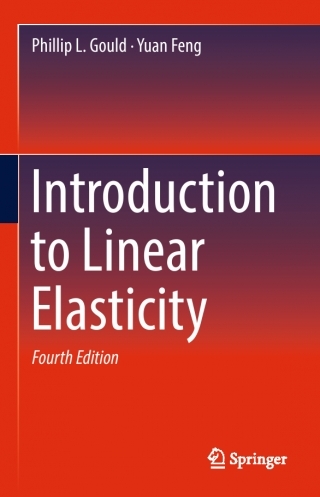 Phillip L. Gould · Yuan Feng
Introduction
to Linear
Elasticity
Fourth Edition
Springer